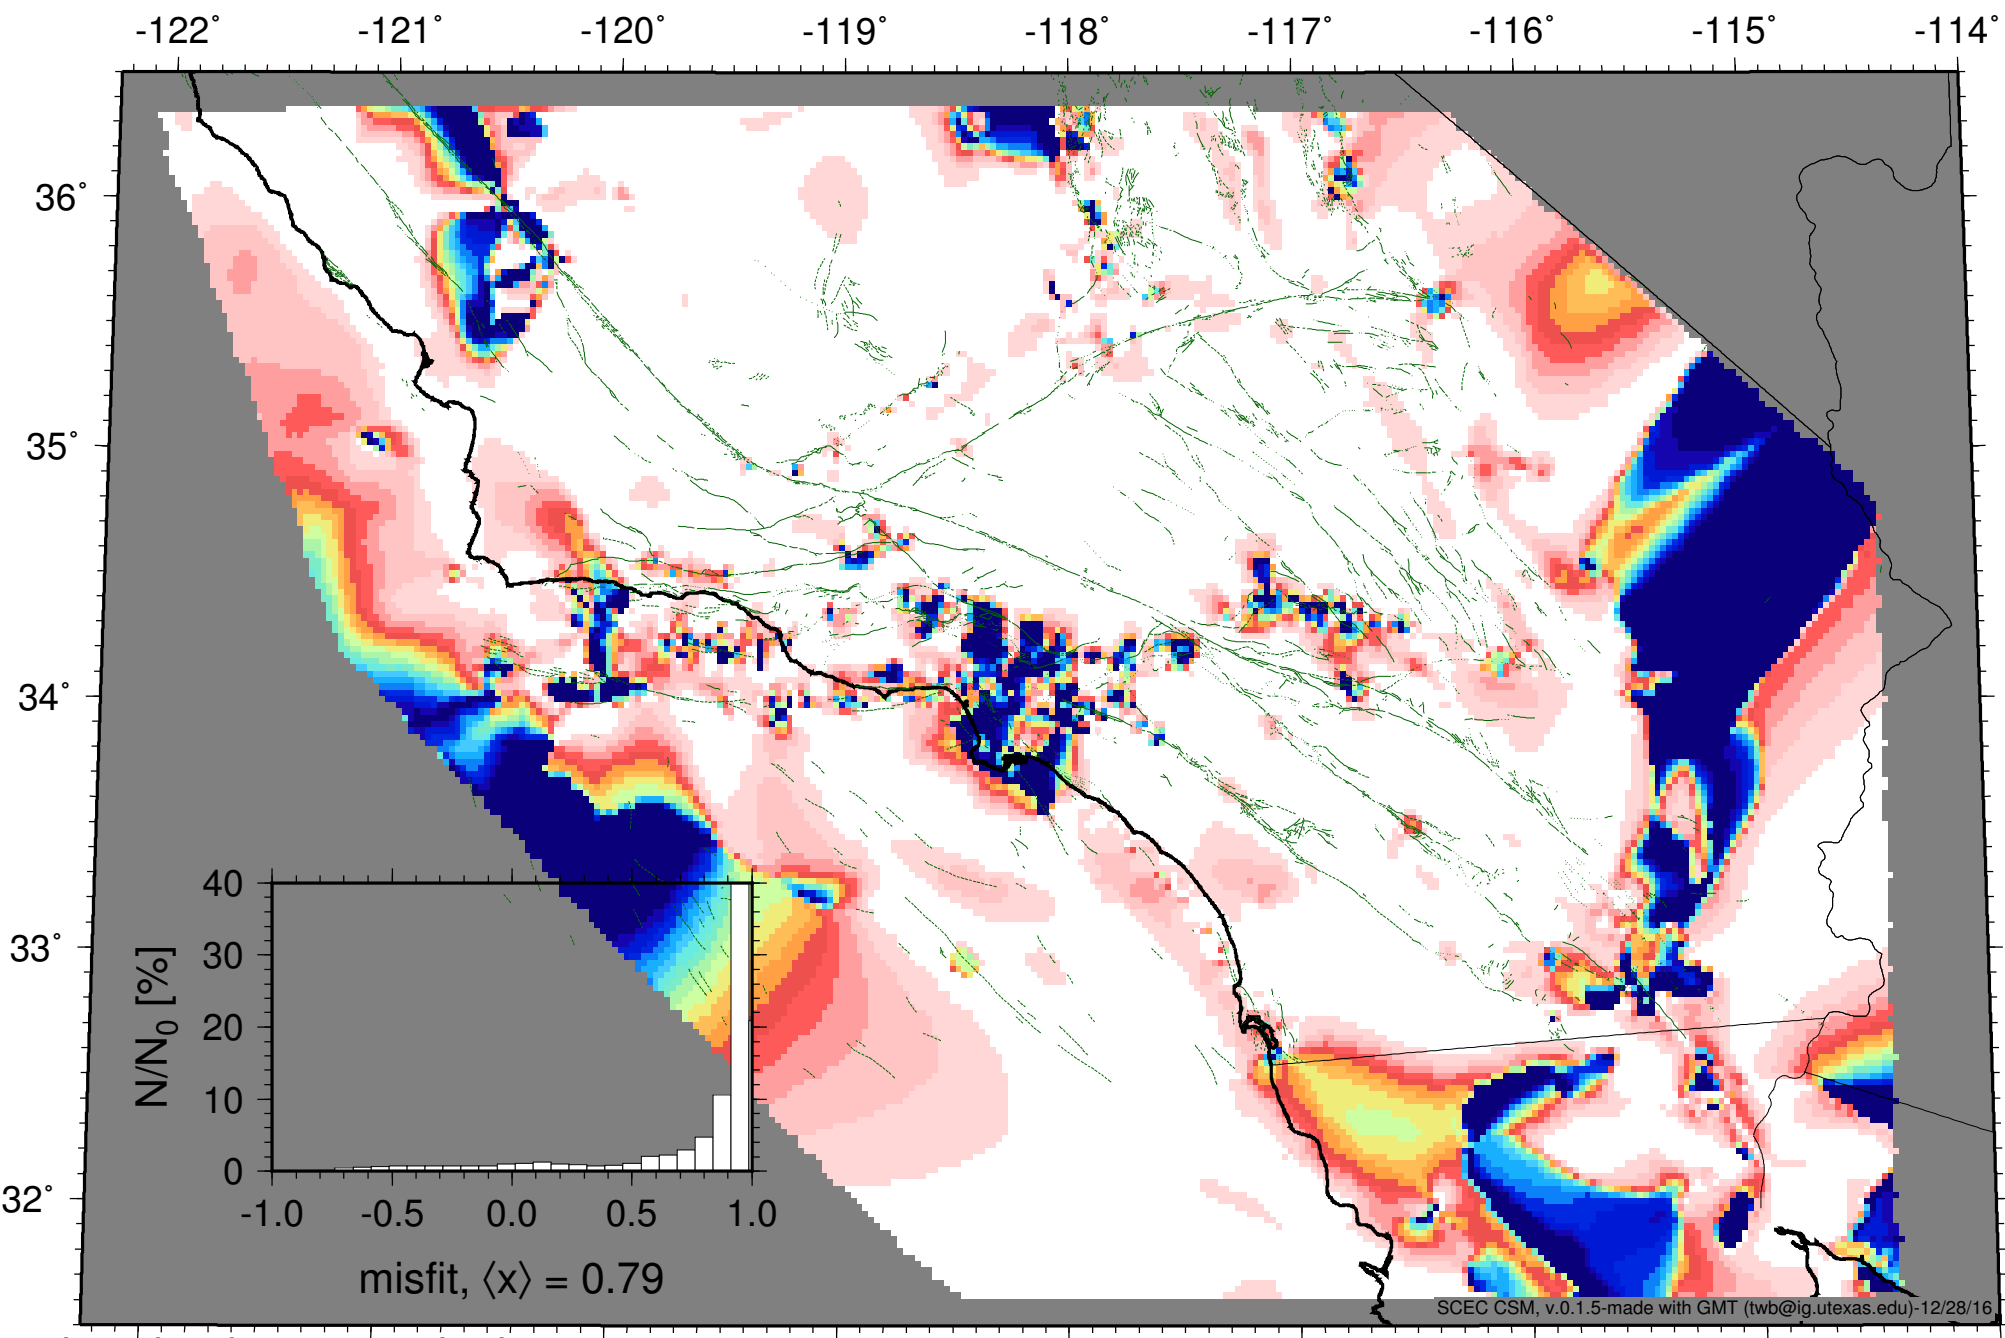 -122˚ -121˚ -120˚ -119˚ -118˚ -117˚ -116˚ -115˚ -114˚
36˚
35˚
34˚
33˚
32˚
40
30
20
10
0
N/N0 [%]
-1.0 -0.5 0.0 0.5 1.0
misfit, ⟨x⟩ = 0.79
SCEC CSM, v.0.1.5-made with GMT (twb@ig.utexas.edu)-12/28/16